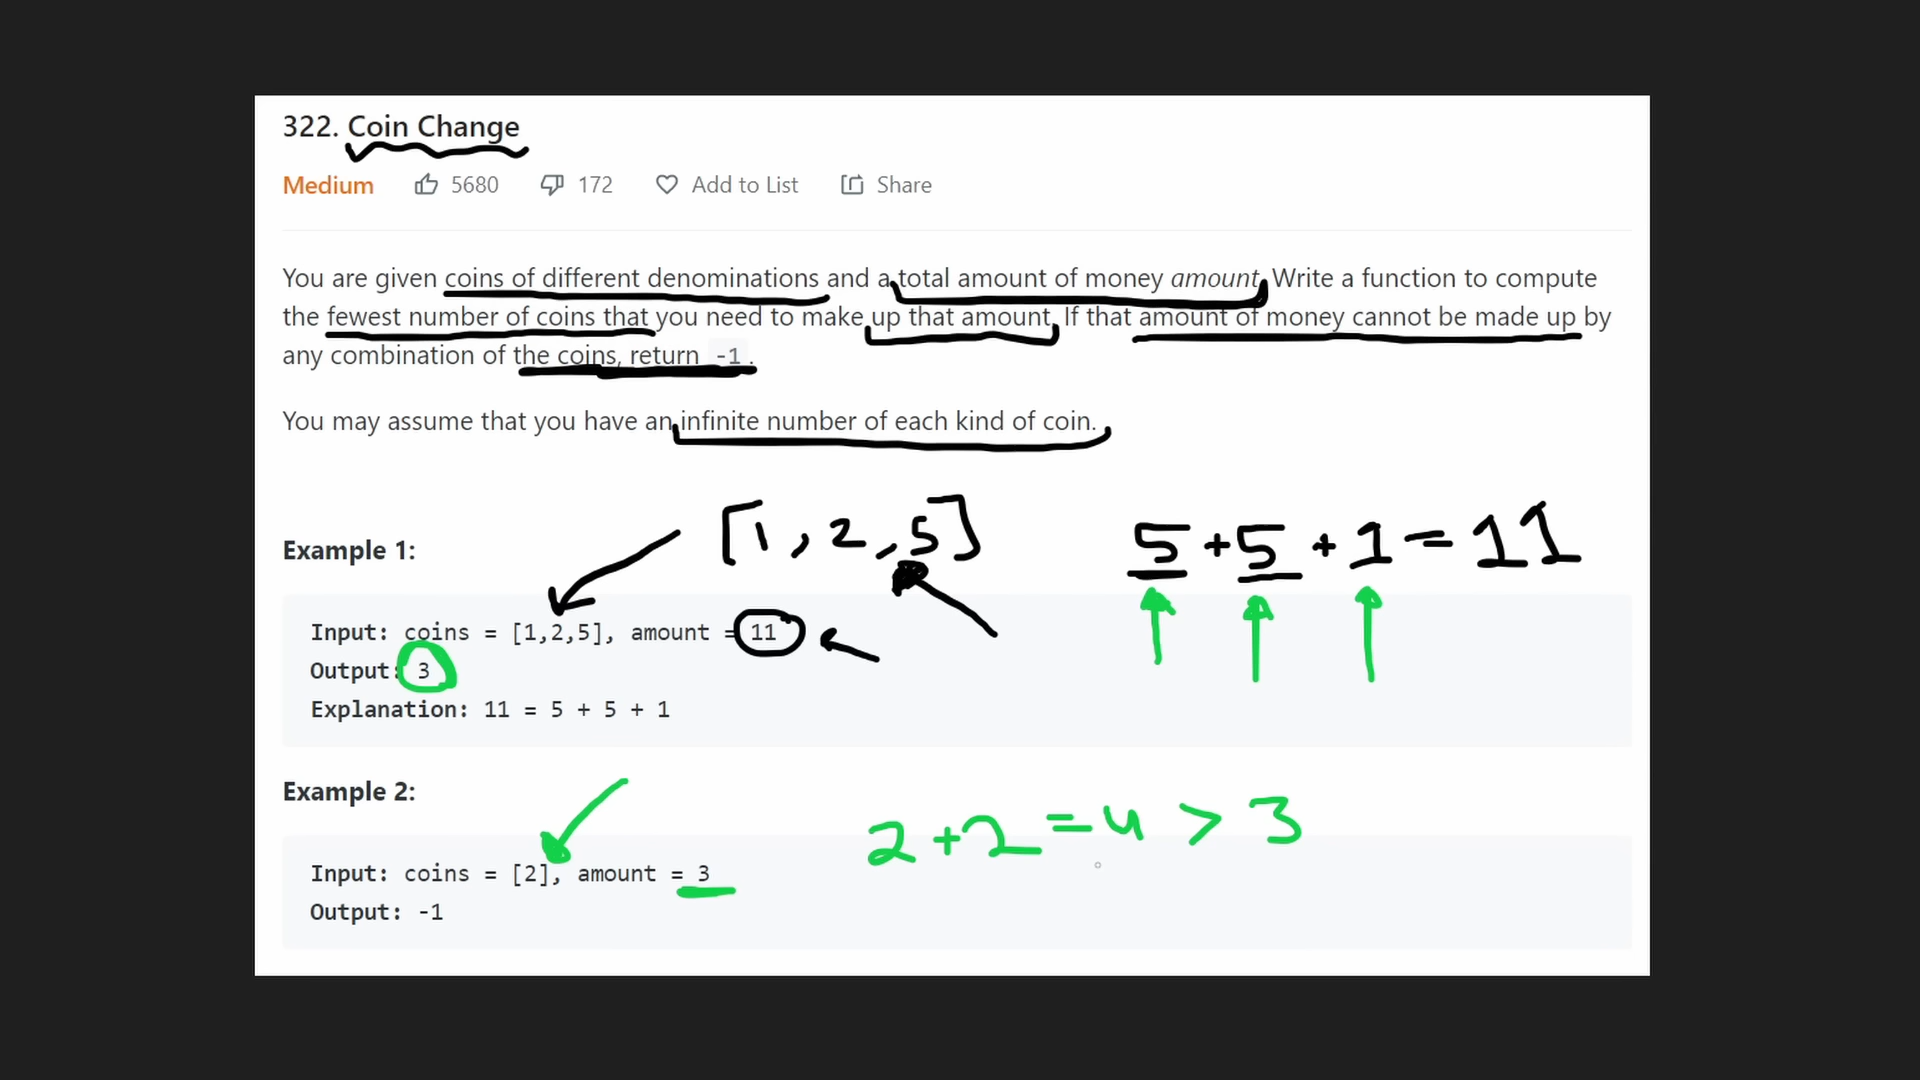 322. Coin Change
Medium 5680 172 Add to List Share
You are given coins of different denominations and a total amount of money amount. Write a function to compute
the fewest number of coins that you need to make up that amount. If that amount of money cannot be made up by
any combination of the coins, return -1.
You may assume that you have an infinite number of each kind of coin.
[1, 2, 5]
5+5+1=11
Example 1:
Input: coins = [1,2,5], amount = 11
Output: 3
Explanation: 11 = 5 + 5 + 1
Example 2:
2+2=4>3
Input: coins = [2], amount = 3
Output: -1